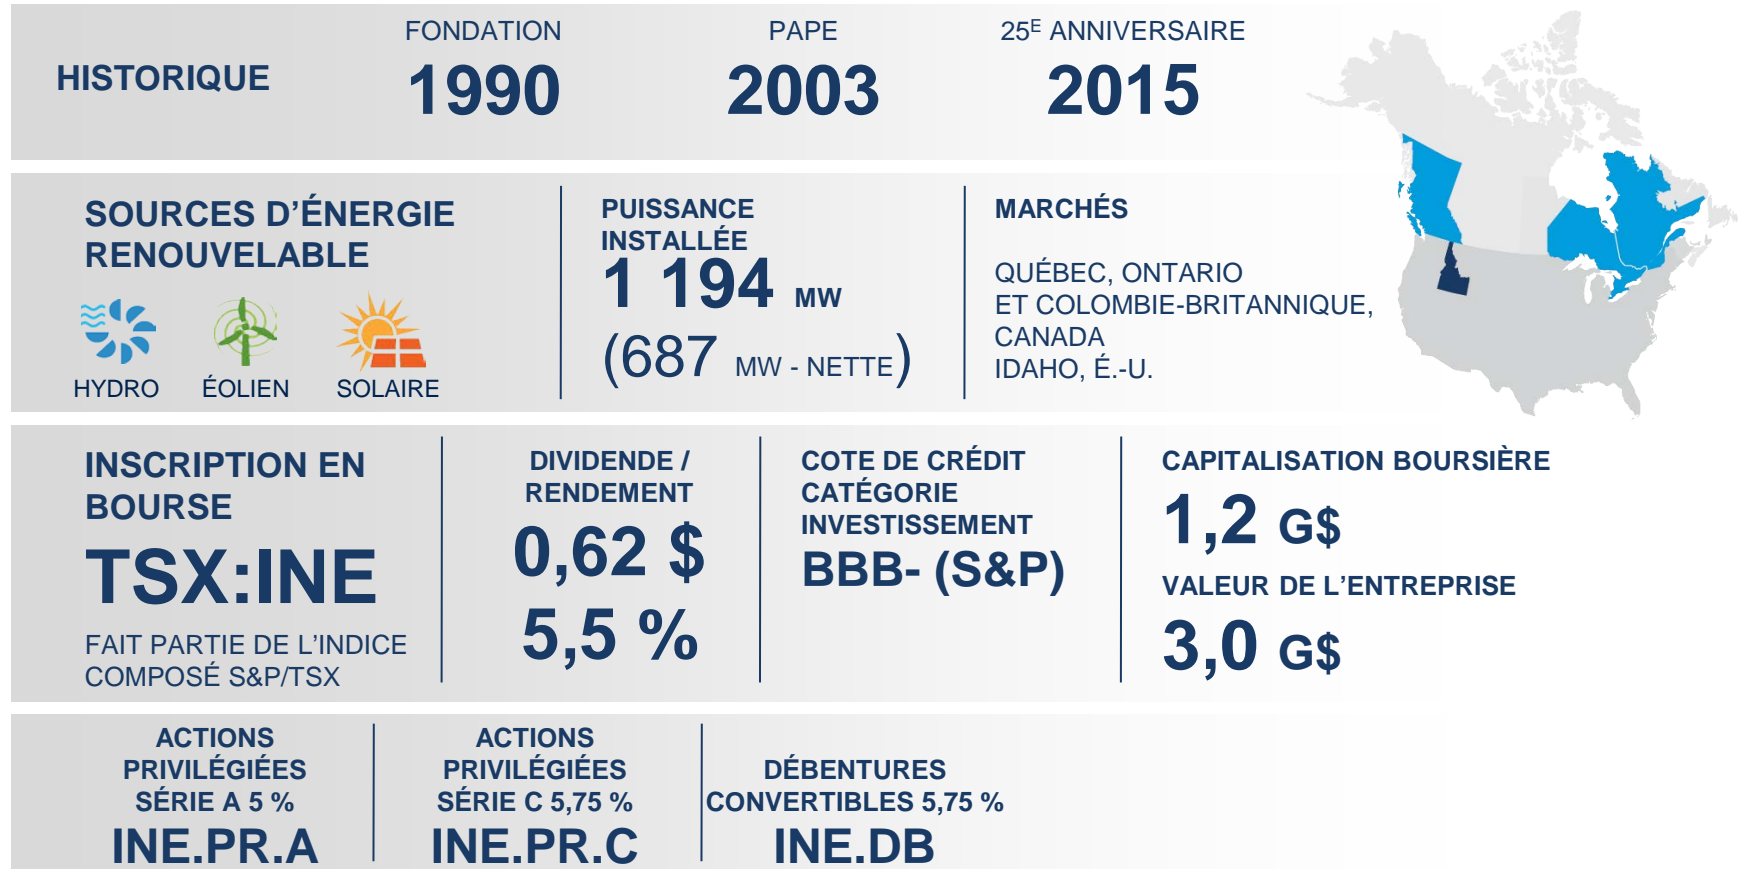 HISTORIQUE
FONDATION
1990
PAPE
2003
25E ANNIVERSAIRE
2015
SOURCES D’ÉNERGIE
RENOUVELABLE
HYDRO
ÉOLIEN
SOLAIRE
PUISSANCE
INSTALLÉE
1 194 MW
(687 MW - NETTE)
MARCHÉS
QUÉBEC, ONTARIO
ET COLOMBIE-BRITANNIQUE,
CANADA
IDAHO, É.-U.
INSCRIPTION EN
BOURSE
TSX:INE
FAIT PARTIE DE L’INDICE
COMPOSÉ S&P/TSX
DIVIDENDE /
RENDEMENT
0,62 $
5,5 %
COTE DE CRÉDIT
CATÉGORIE
INVESTISSEMENT
BBB- (S&P)
CAPITALISATION BOURSIÈRE
1,2 G$
VALEUR DE L’ENTREPRISE
3,0 G$
ACTIONS
PRIVILÉGIÉES
SÉRIE A 5 %
INE.PR.A
ACTIONS
PRIVILÉGIÉES
SÉRIE C 5,75 %
INE.PR.C
DÉBENTURES
CONVERTIBLES 5,75 %
INE.DB